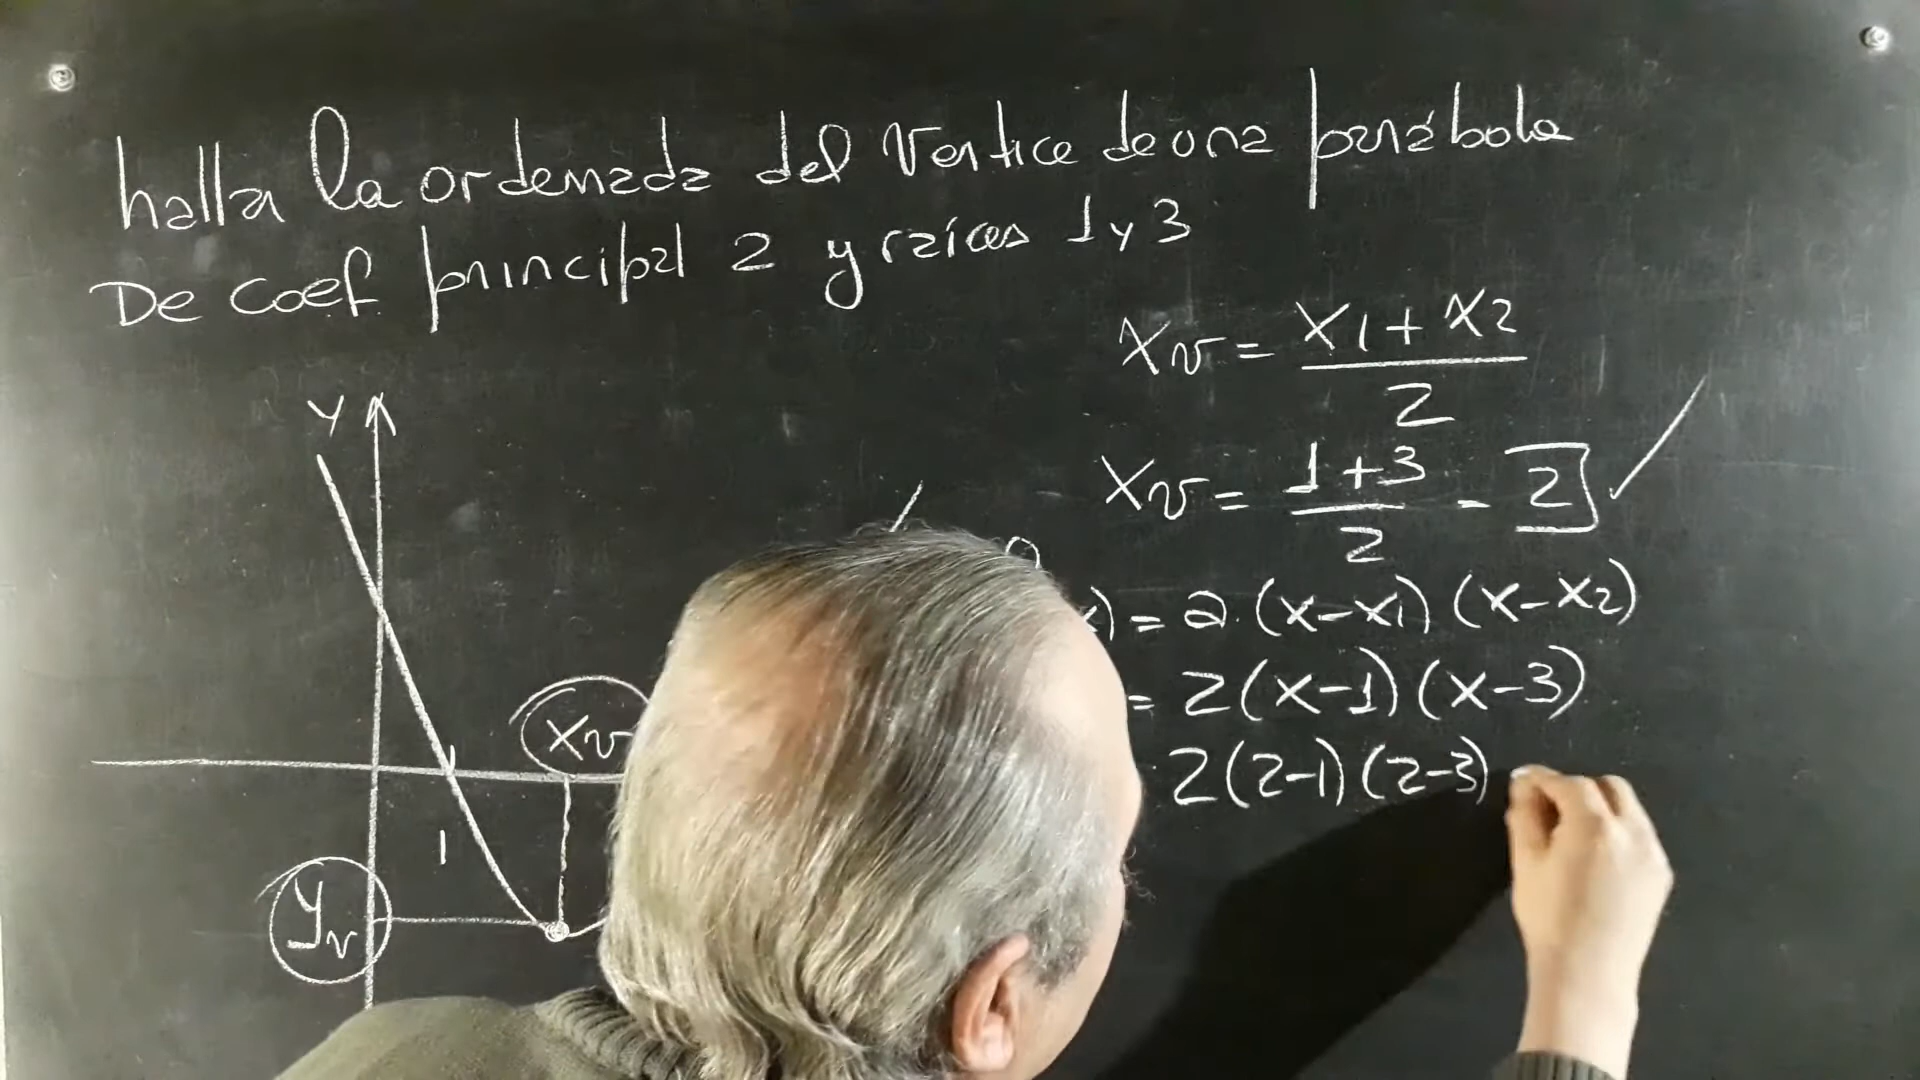 halla la ordenada del vertice de una parábola
De coef principal 2 y raíces 1 y 3
xv = x1 + x2 / 2
xv = 1 + 3 / 2 = 2
x) = a. (x-x1) (x-x2)
= 2(x-1) (x-3)
2(2-1) (2-3)
y
xv
1
yv